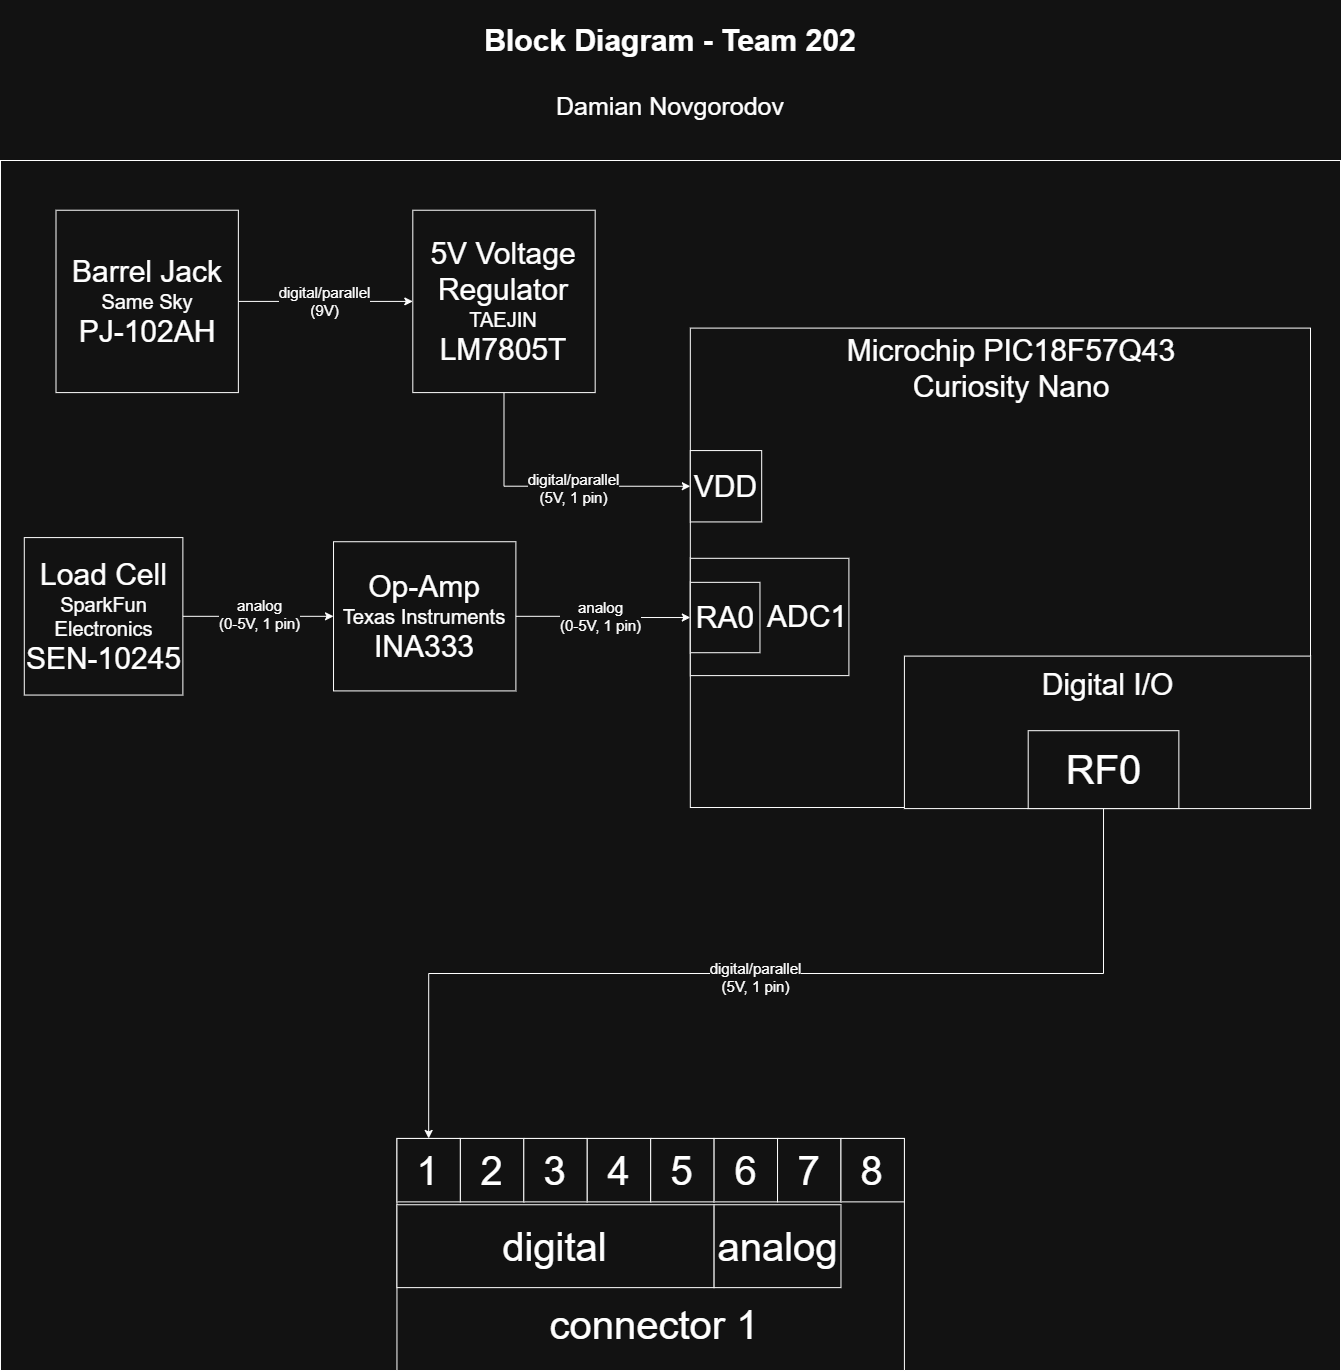 Block Diagram - Team 202
Damian Novgorodov
Barrel Jack
Same Sky
PJ-102AH
digital/parallel
(9V)
5V Voltage
Regulator
TAEJIN
LM7805T
Microchip PIC18F57Q43
Curiosity Nano
digital/parallel
(5V, 1 pin)
VDD
Load Cell
SparkFun
Electronics
SEN-10245
analog
(0-5V, 1 pin)
Op-Amp
Texas Instruments
INA333
analog
(0-5V, 1 pin)
RA0 ADC1
Digital I/O
RF0
digital/parallel
(5V, 1 pin)
1 2 3 4 5 6 7 8
digital analog
connector 1